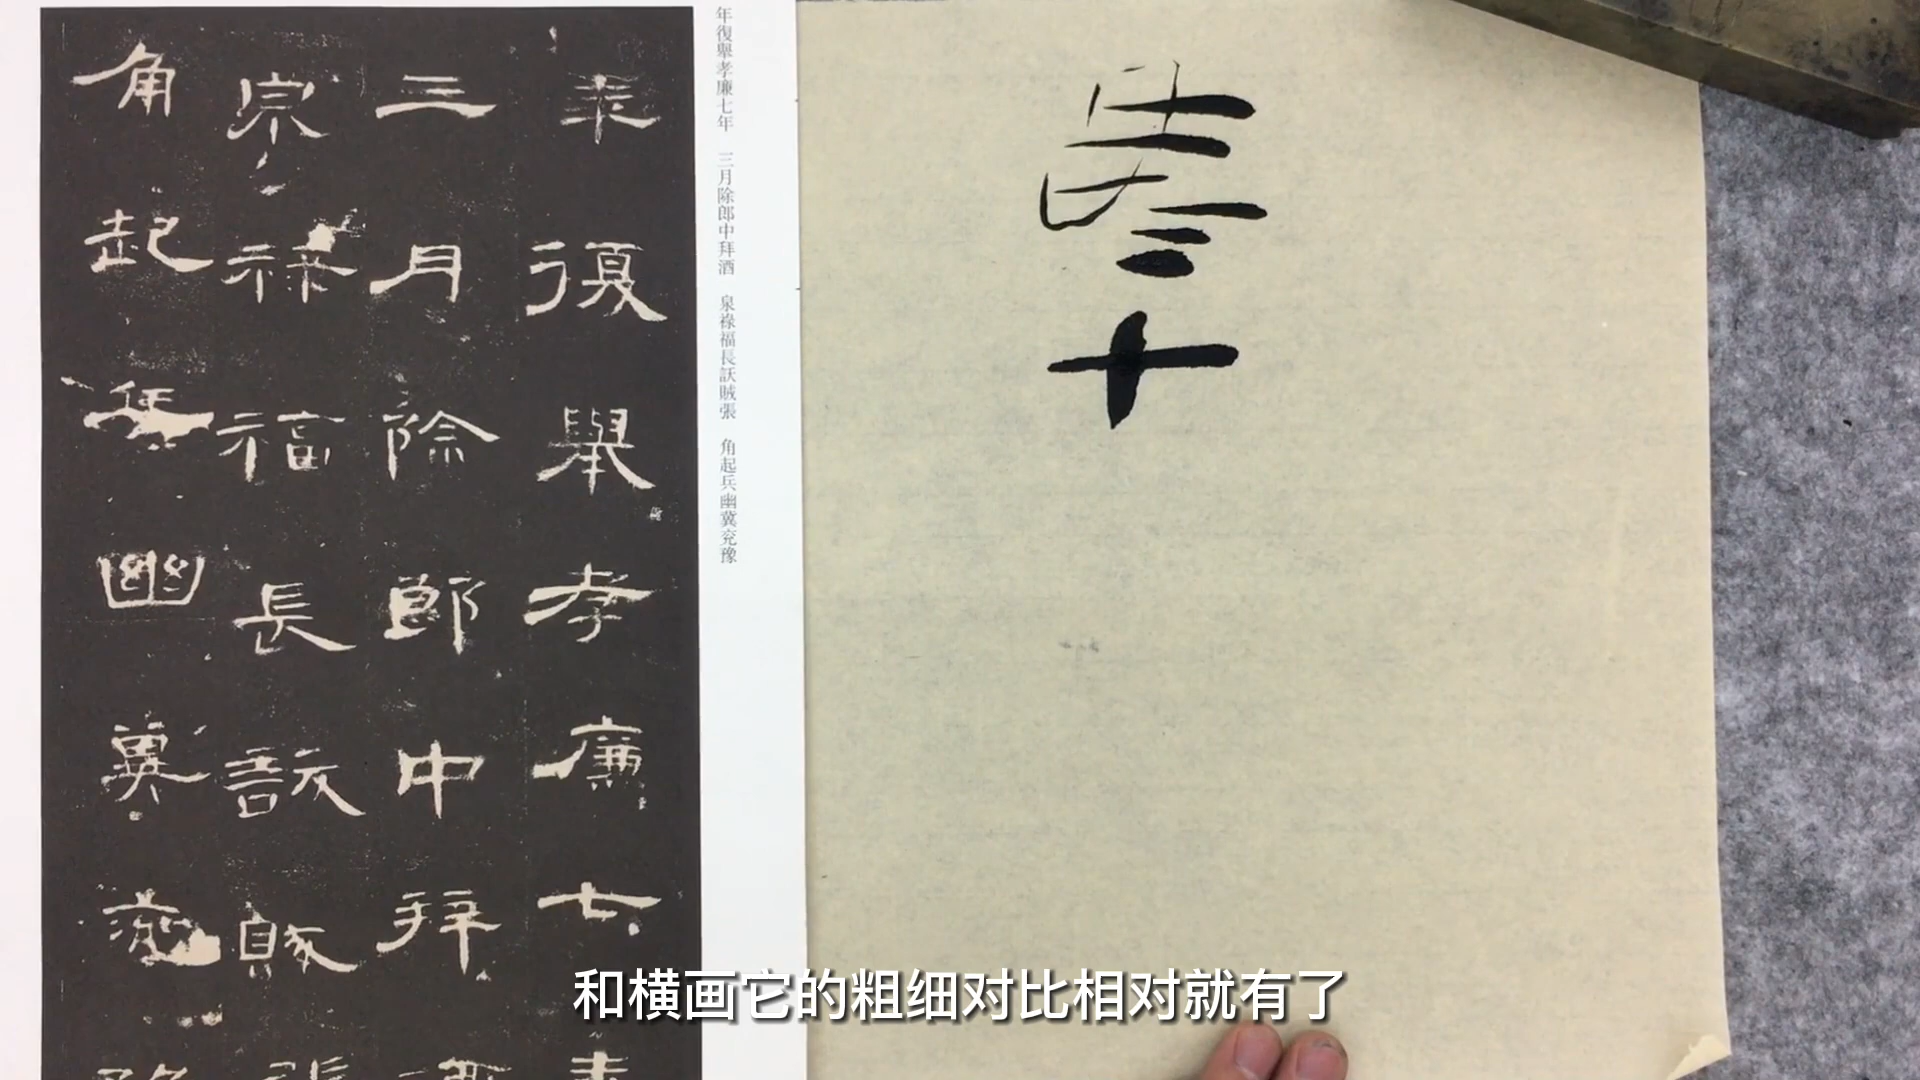 年復舉孝廉七
三月除郎中拜
泉祿福長訞賊
角起兵幽冀兖
年復舉孝廉七年 三月除郎中拜酒 泉祿福長訞賊張 角起兵幽冀兖豫
十
和横画它的粗细对比相对就有了